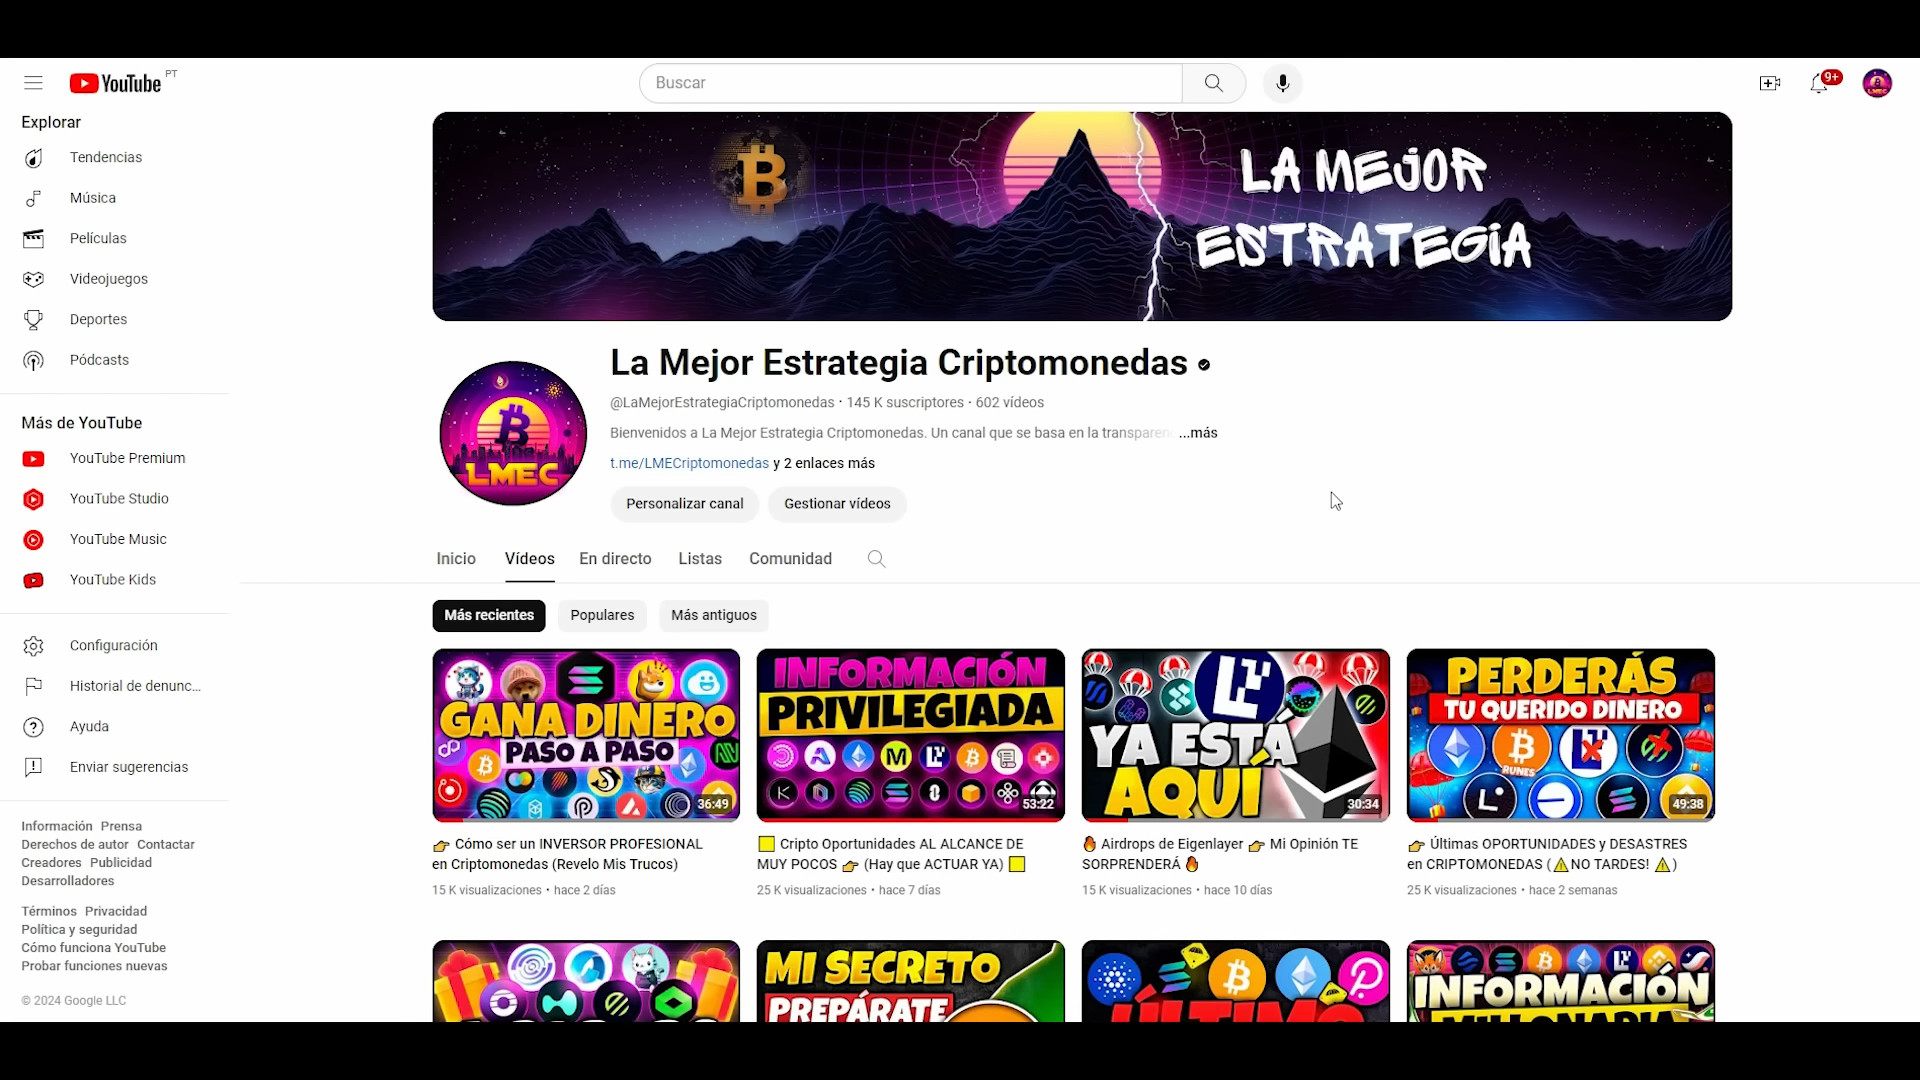 YouTube PT
Buscar
9+
Explorar
Tendencias
Música
Películas
Videojuegos
Deportes
Pódcasts
Más de YouTube
YouTube Premium
YouTube Studio
YouTube Music
YouTube Kids
Configuración
Historial de denunc...
Ayuda
Enviar sugerencias
Información Prensa
Derechos de autor Contactar
Creadores Publicidad
Desarrolladores
Términos Privacidad
Política y seguridad
Cómo funciona YouTube
Probar funciones nuevas
© 2024 Google LLC
LA MEJOR
ESTRATEGIA
LMEC
La Mejor Estrategia Criptomonedas
@LaMejorEstrategiaCriptomonedas · 145 K suscriptores · 602 vídeos
Bienvenidos a La Mejor Estrategia Criptomonedas. Un canal que se basa en la transparen ...más
t.me/LMECriptomonedas y 2 enlaces más
Personalizar canal Gestionar vídeos
Inicio Vídeos En directo Listas Comunidad
Más recientes Populares Más antiguos
GANA DINERO
PASO A PASO
36:49
👉 Cómo ser un INVERSOR PROFESIONAL
en Criptomonedas (Revelo Mis Trucos)
15 K visualizaciones • hace 2 días
INFORMACIÓN
PRIVILEGIADA
53:22
🟨 Cripto Oportunidades AL ALCANCE DE
MUY POCOS 👉 (Hay que ACTUAR YA) 🟨
25 K visualizaciones • hace 7 días
YA ESTÁ
AQUÍ
30:34
🔥 Airdrops de Eigenlayer 👉 Mi Opinión TE
SORPRENDERÁ 🔥
15 K visualizaciones • hace 10 días
PERDERÁS
TU QUERIDO DINERO
RUNES
49:38
👉 Últimas OPORTUNIDADES y DESASTRES
en CRIPTOMONEDAS (⚠️NO TARDES! ⚠️)
25 K visualizaciones • hace 2 semanas
MI SECRETO
PREPÁRATE
ÚLTIMO
INFORMACIÓN
MILLONARIA